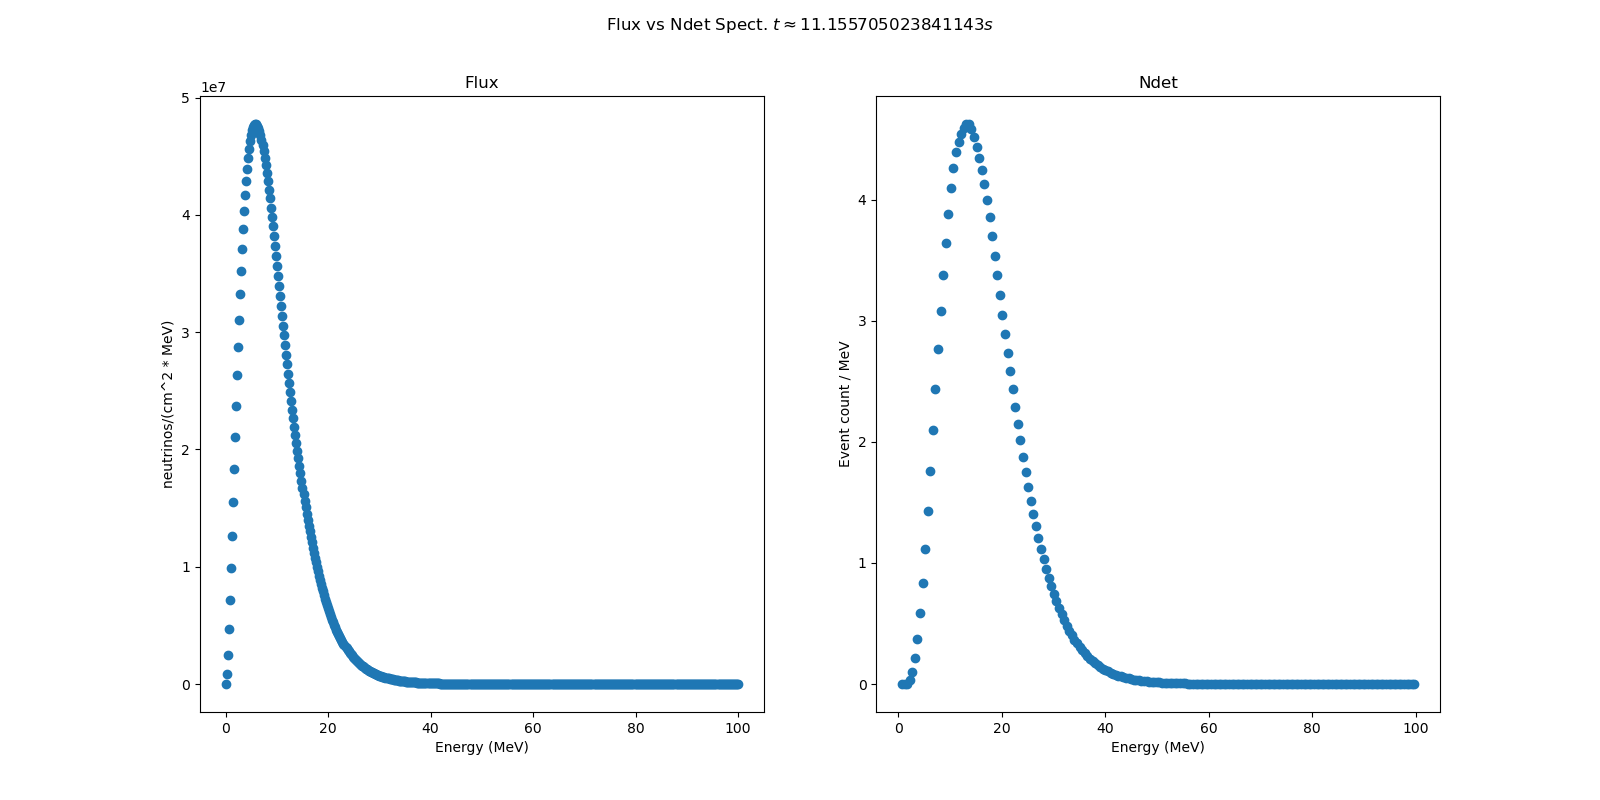 Flux vs Ndet Spect. t ≈ 11.155705023841143s
Flux
1e7
5
4
3
2
1
0
neutrinos/(cm^2 * MeV)
0 20 40 60 80 100
Energy (MeV)
Ndet
4
3
2
1
0
Event count / MeV
0 20 40 60 80 100
Energy (MeV)